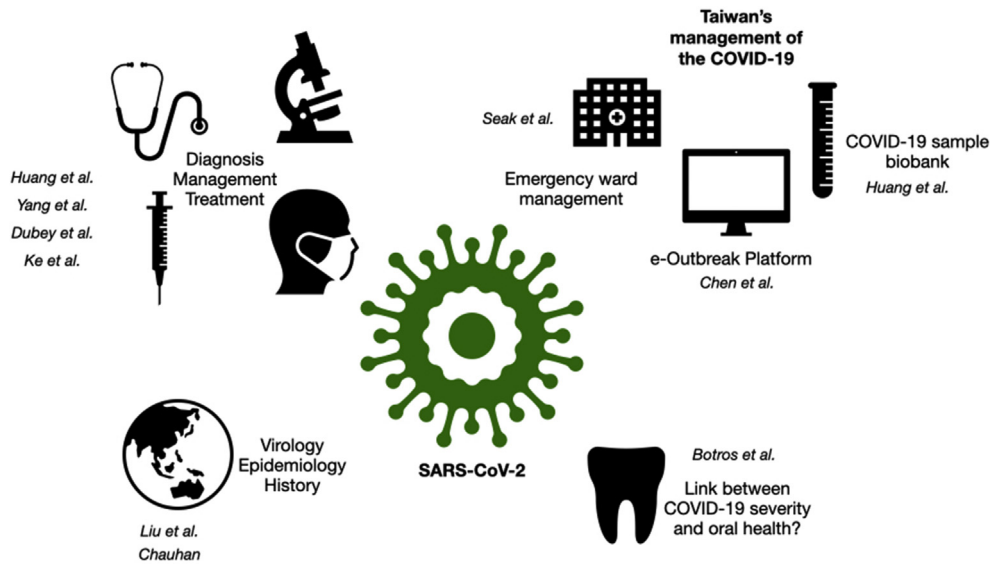 Taiwan's
management of
the COVID-19
Seak et al.
Emergency ward
management
COVID-19 sample
biobank
Huang et al.
e-Outbreak Platform
Chen et al.
Diagnosis
Management
Treatment
Huang et al.
Yang et al.
Dubey et al.
Ke et al.
SARS-CoV-2
Virology
Epidemiology
History
Liu et al.
Chauhan
Botros et al.
Link between
COVID-19 severity
and oral health?